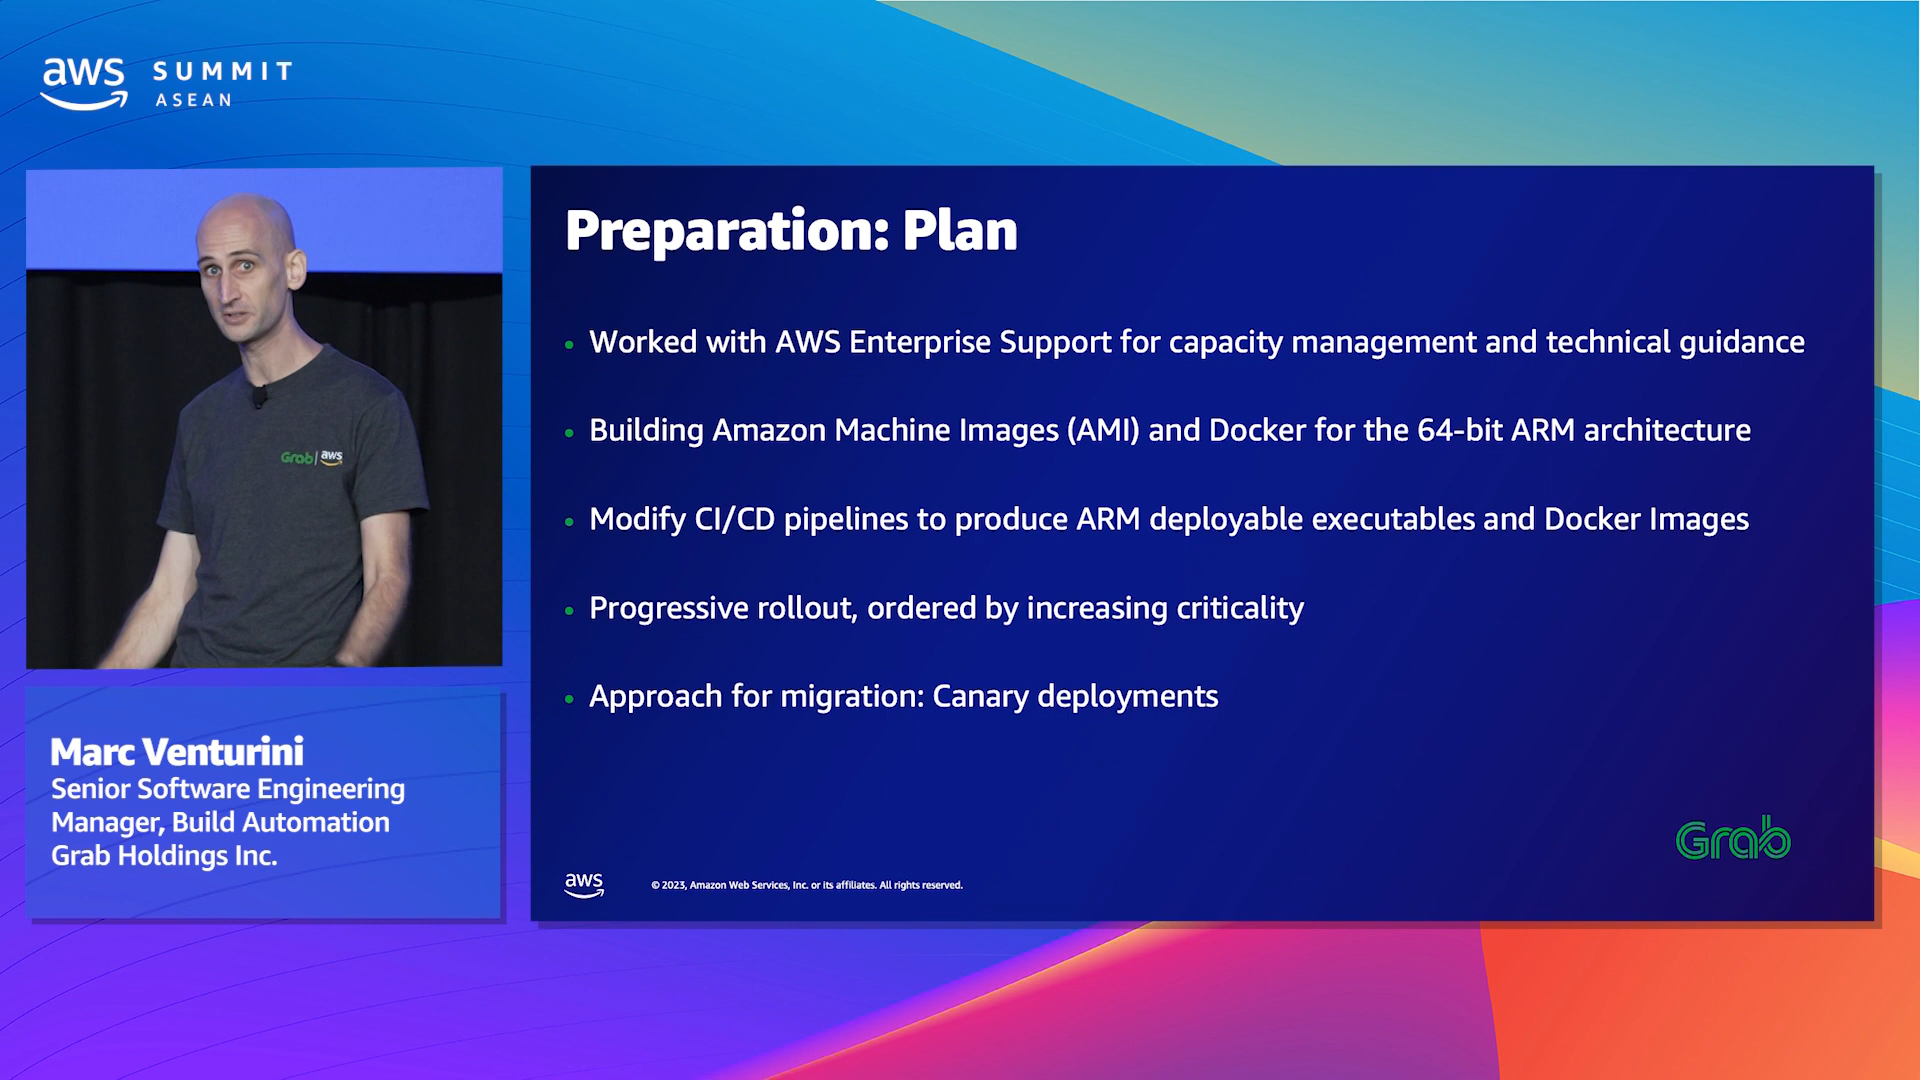 aws SUMMIT
ASEAN
Grab | aws
Marc Venturini
Senior Software Engineering
Manager, Build Automation
Grab Holdings Inc.
Preparation: Plan
• Worked with AWS Enterprise Support for capacity management and technical guidance
• Building Amazon Machine Images (AMI) and Docker for the 64-bit ARM architecture
• Modify CI/CD pipelines to produce ARM deployable executables and Docker Images
• Progressive rollout, ordered by increasing criticality
• Approach for migration: Canary deployments
Grab
aws © 2023, Amazon Web Services, Inc. or its affiliates. All rights reserved.